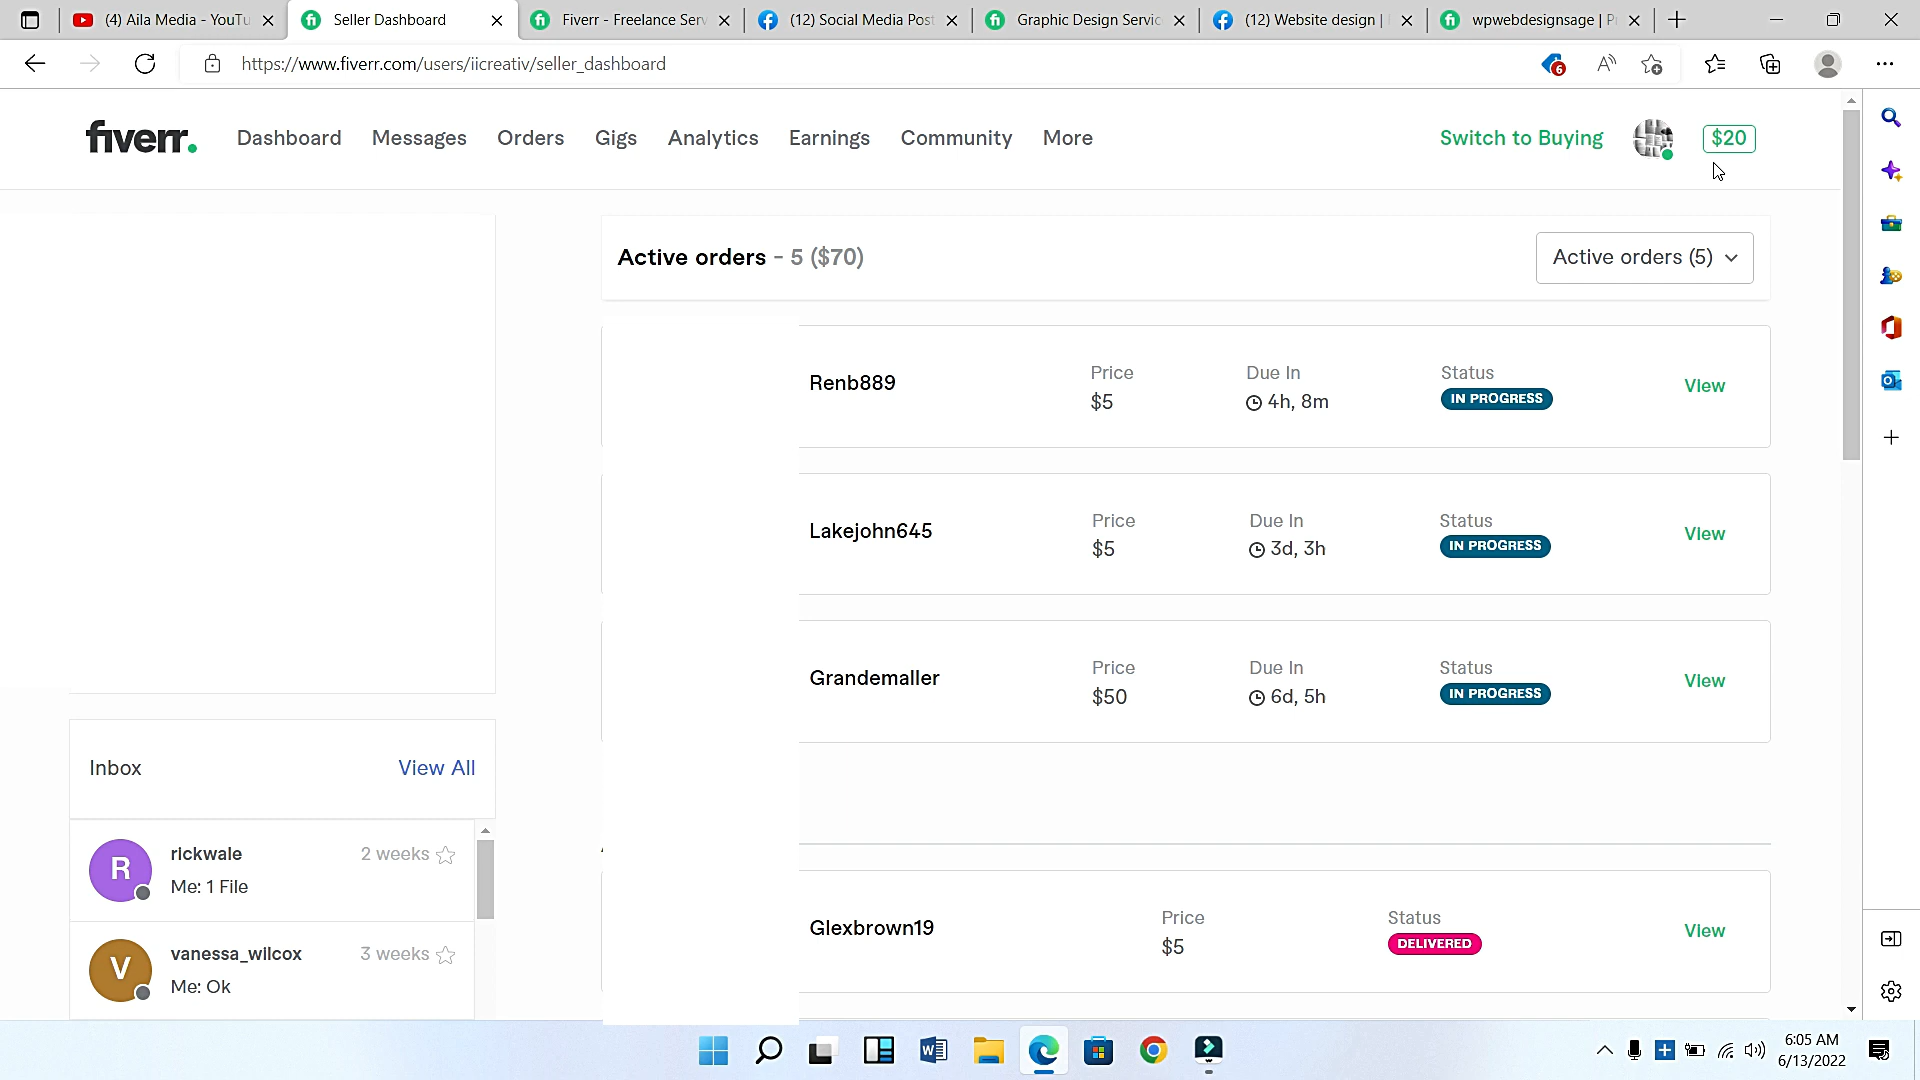 (4) Aila Media - YouTu
Seller Dashboard
Fiverr - Freelance Serv
(12) Social Media Post
Graphic Design Servic
(12) Website design |
wpwebdesignsage | P
https://www.fiverr.com/users/iicreativ/seller_dashboard
6
fiverr.
Dashboard
Messages
Orders
Gigs
Analytics
Earnings
Community
More
Switch to Buying
$20
Active orders - 5 ($70)
Active orders (5)
Renb889
Price
$5
Due In
4h, 8m
Status
IN PROGRESS
View
Lakejohn645
Price
$5
Due In
3d, 3h
Status
IN PROGRESS
View
Grandemaller
Price
$50
Due In
6d, 5h
Status
IN PROGRESS
View
Glexbrown19
Price
$5
Status
DELIVERED
View
Inbox
View All
R
rickwale
2 weeks
Me: 1 File
V
vanessa_wilcox
3 weeks
Me: Ok
6:05 AM
6/13/2022